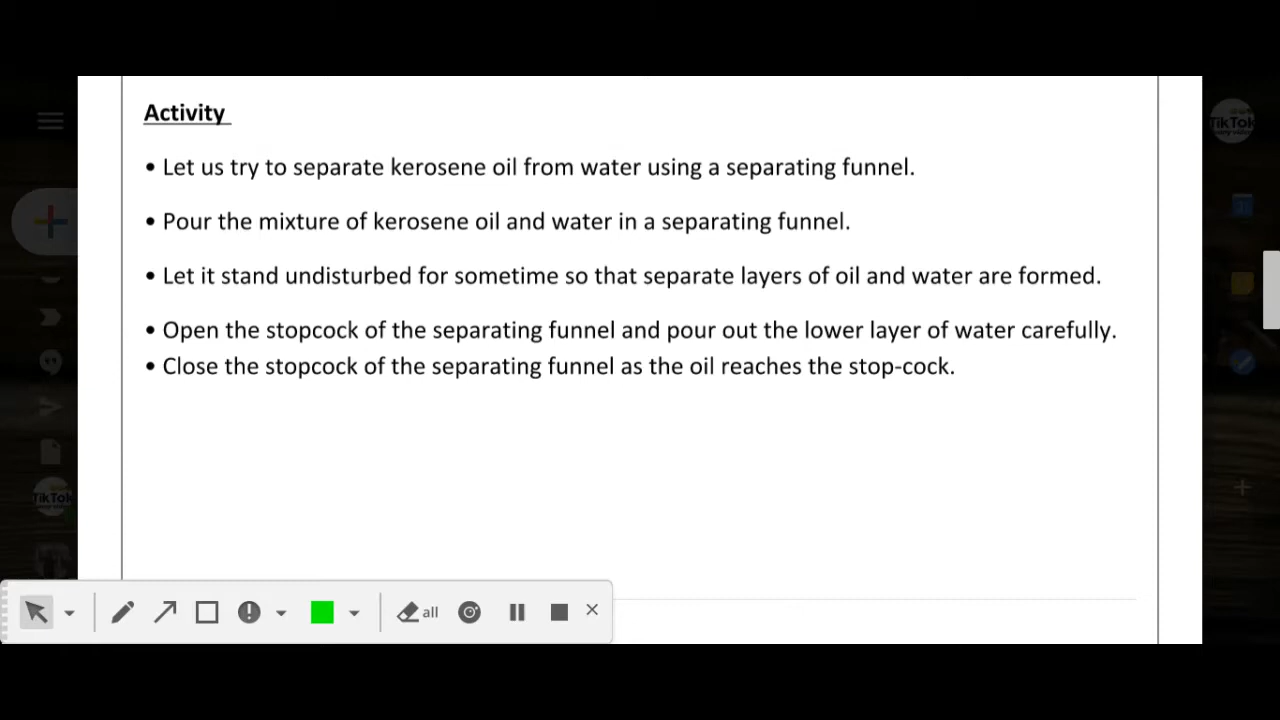 Activity
• Let us try to separate kerosene oil from water using a separating funnel.
• Pour the mixture of kerosene oil and water in a separating funnel.
• Let it stand undisturbed for sometime so that separate layers of oil and water are formed.
• Open the stopcock of the separating funnel and pour out the lower layer of water carefully.
• Close the stopcock of the separating funnel as the oil reaches the stop-cock.
TikTok
TikTok
all